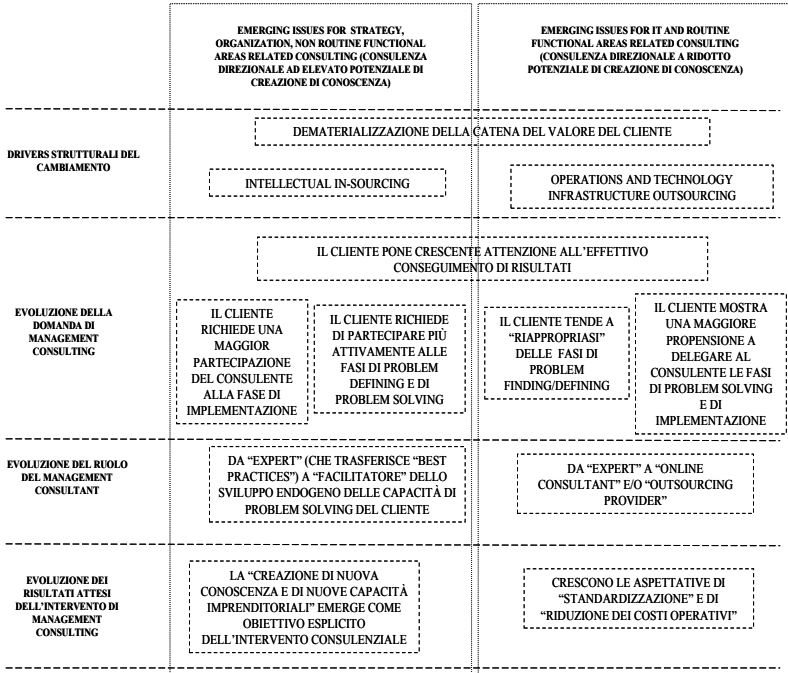 EMERGING ISSUES FOR STRATEGY,
ORGANIZATION, NON ROUTINE FUNCTIONAL
AREAS RELATED CONSULTING (CONSULENZA
DIREZIONALE AD ELEVATO POTENZIALE DI
CREAZIONE DI CONOSCENZA)
EMERGING ISSUES FOR IT AND ROUTINE
FUNCTIONAL AREAS RELATED CONSULTING
(CONSULENZA DIREZIONALE A RIDOTTO
POTENZIALE DI CREAZIONE DI CONOSCENZA)
DRIVERS STRUTTURALI DEL
CAMBIAMENTO
DEMATERIALIZZAZIONE DELLA CATENA DEL VALORE DEL CLIENTE
INTELLECTUAL IN-SOURCING
OPERATIONS AND TECHNOLOGY
INFRASTRUCTURE OUTSOURCING
EVOLUZIONE DELLA
DOMANDA DI
MANAGEMENT
CONSULTING
IL CLIENTE PONE CRESCENTE ATTENZIONE ALL'EFFETTIVO
CONSEGUIMENTO DI RISULTATI
IL CLIENTE
RICHIEDE UNA
MAGGIOR
PARTECIPAZIONE
DEL CONSULENTE
ALLA FASE DI
IMPLEMENTAZIONE
IL CLIENTE RICHIEDE
DI PARTECIPARE PIÙ
ATTIVAMENTE ALLE
FASI DI PROBLEM
DEFINING E DI
PROBLEM SOLVING
IL CLIENTE TENDE A
“RIAPPROPIASI”
DELLE FASI DI
PROBLEM
FINDING/DEFINING
IL CLIENTE MOSTRA
UNA MAGGIORE
PROPENSIONE A
DELEGARE AL
CONSULENTE LE FASI
DI PROBLEM SOLVING
E DI
IMPLEMENTAZIONE
EVOLUZIONE DEL RUOLO
DEL MANAGEMENT
CONSULTANT
DA “EXPERT” (CHE TRASFERISCE “BEST
PRACTICES”) A “FACILITATORE” DELLO
SVILUPPO ENDOGENO DELLE CAPACITÀ DI
PROBLEM SOLVING DEL CLIENTE
DA “EXPERT” A “ONLINE
CONSULTANT” E/O “OUTSOURCING
PROVIDER”
EVOLUZIONE DEI
RISULTATI ATTESI
DELL'INTERVENTO DI
MANAGEMENT
CONSULTING
LA “CREAZIONE DI NUOVA
CONOSCENZA E DI NUOVE CAPACITÀ
IMPRENDITORIALI” EMERGE COME
OBIETTIVO ESPLICITO
DELL'INTERVENTO CONSULENZIALE
CRESCONO LE ASPETTATIVE DI
“STANDARDIZZAZIONE” E DI
“RIDUZIONE DEI COSTI OPERATIVI”